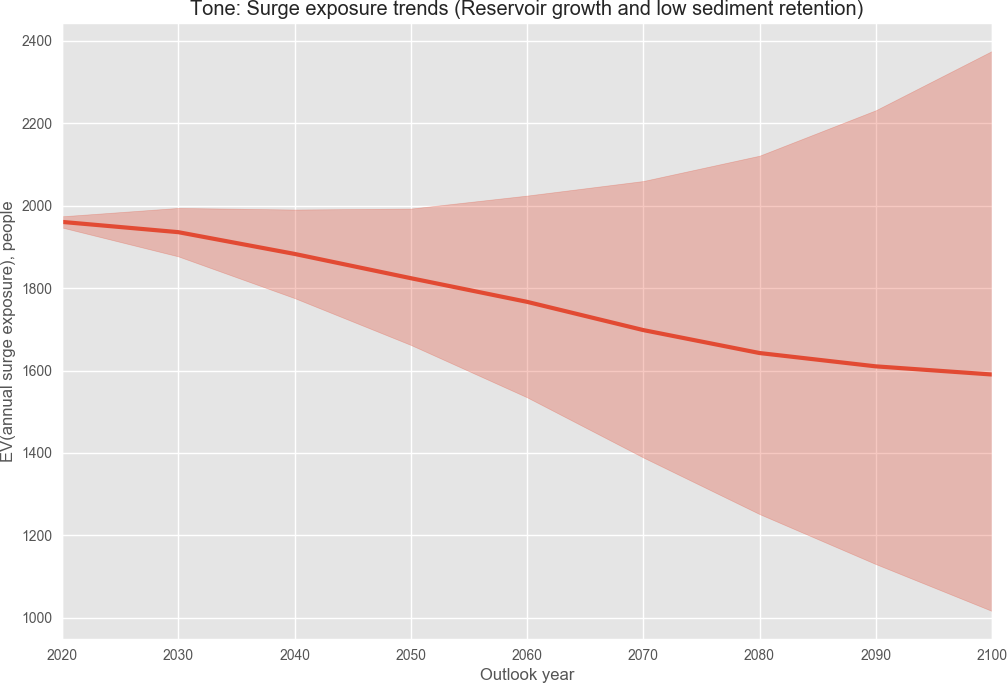 Tone: Surge exposure trends (Reservoir growth and low sediment retention)
EV(annual surge exposure), people
2400
2200
2000
1800
1600
1400
1200
1000
2020 2030 2040 2050 2060 2070 2080 2090 2100
Outlook year